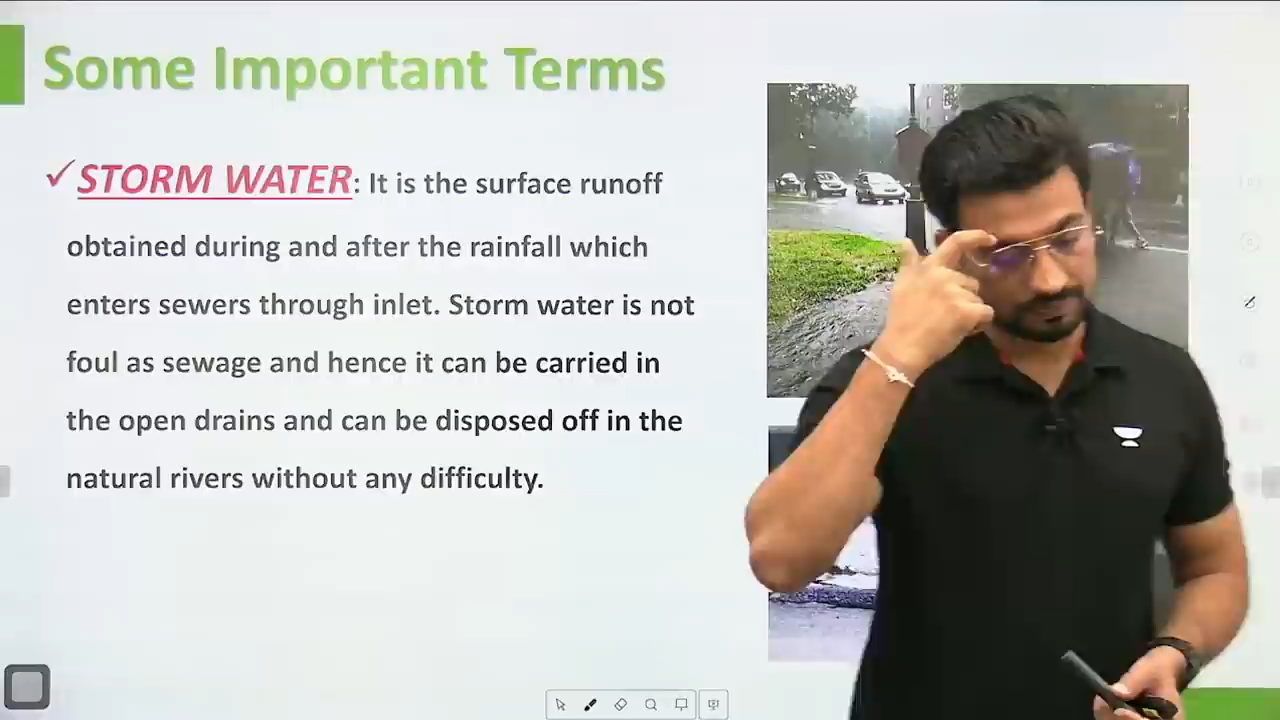 Some Important Terms
✓STORM WATER: It is the surface runoff
obtained during and after the rainfall which
enters sewers through inlet. Storm water is not
foul as sewage and hence it can be carried in
the open drains and can be disposed off in the
natural rivers without any difficulty.